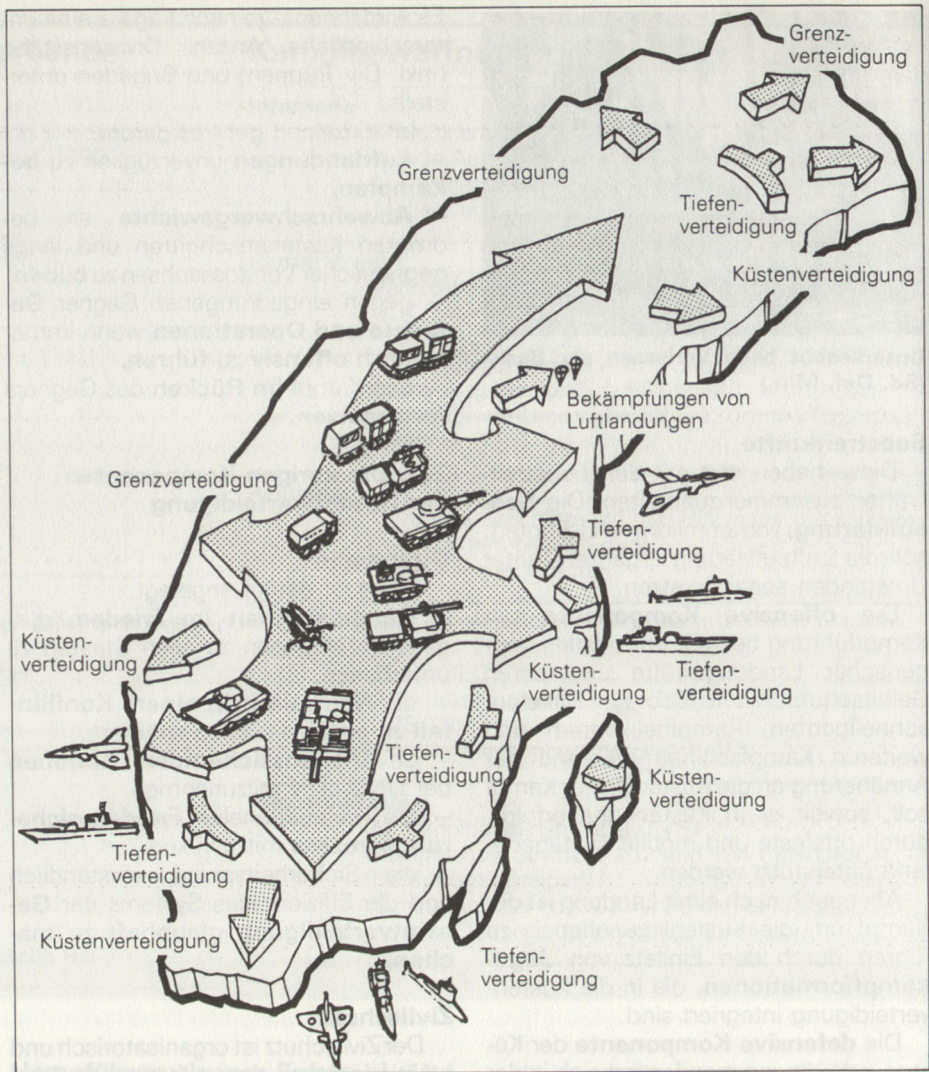 Grenz-
verteidigung
Grenzverteidigung
Tiefen-
verteidigung
Küstenverteidigung
Bekämpfungen von
Luftlandungen
Grenzverteidigung
Tiefen-
verteidigung
Küsten-
verteidigung
Küsten-
verteidigung
Tiefen-
verteidigung
Tiefen-
verteidigung
Küsten-
verteidigung
Tiefen-
verteidigung
Küstenverteidigung
Tiefen-
verteidigung